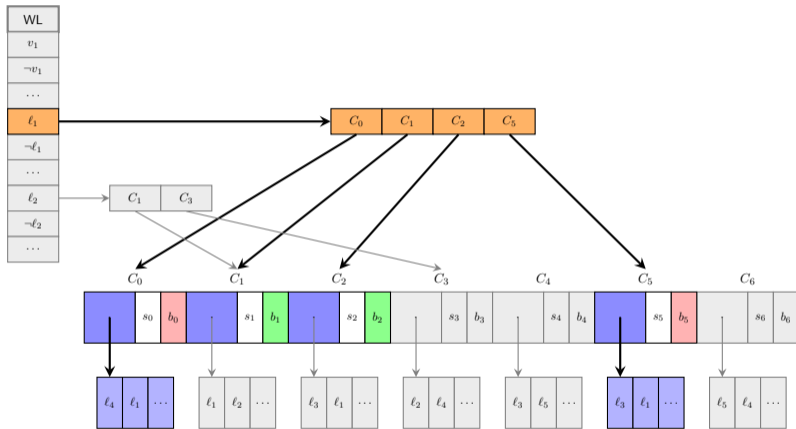 WL
v₁
¬v₁
...
ℓ₁
¬ℓ₁
...
ℓ₂
¬ℓ₂
...
C₀ C₁ C₂ C₅
C₁ C₃
C₀ C₁ C₂ C₃ C₄ C₅ C₆
s₀ b₀ s₁ b₁ s₂ b₂ s₃ b₃ s₄ b₄ s₅ b₅ s₆ b₆
ℓ₄ ℓ₁ ... ℓ₁ ℓ₂ ... ℓ₃ ℓ₁ ... ℓ₂ ℓ₄ ... ℓ₃ ℓ₅ ... ℓ₃ ℓ₁ ... ℓ₅ ℓ₄ ...